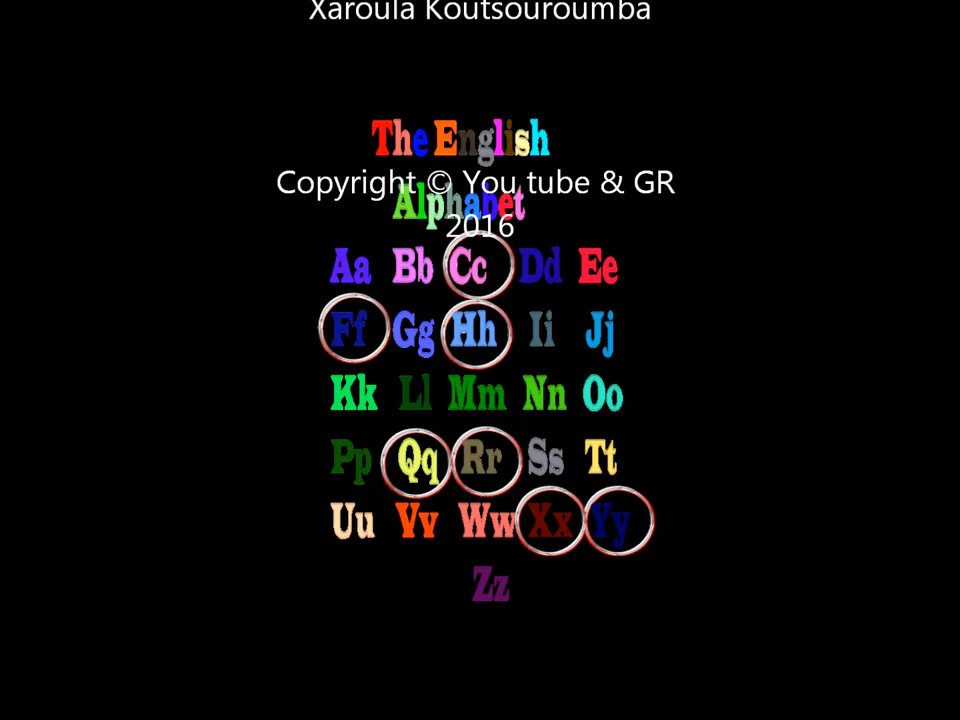 Xaroula Koutsouroumba
The English
Copyright © You tube & GR
Alphabet
2016
Aa Bb Cc Dd Ee
Ff Gg Hh Ii Jj
Kk Ll Mm Nn Oo
Pp Qq Rr Ss Tt
Uu Vv Ww Xx Yy
Zz